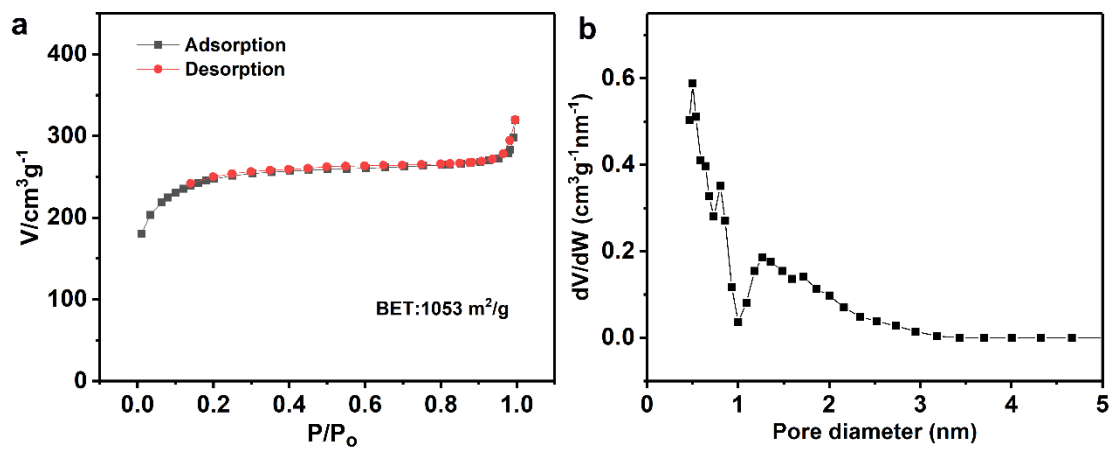 a
400
300
200
100
0
V/cm³g⁻¹
Adsorption
Desorption
BET:1053 m²/g
0.0 0.2 0.4 0.6 0.8 1.0
P/Pₒ
b
0.6
0.4
0.2
0.0
dV/dW (cm³g⁻¹nm⁻¹)
0 1 2 3 4 5
Pore diameter (nm)